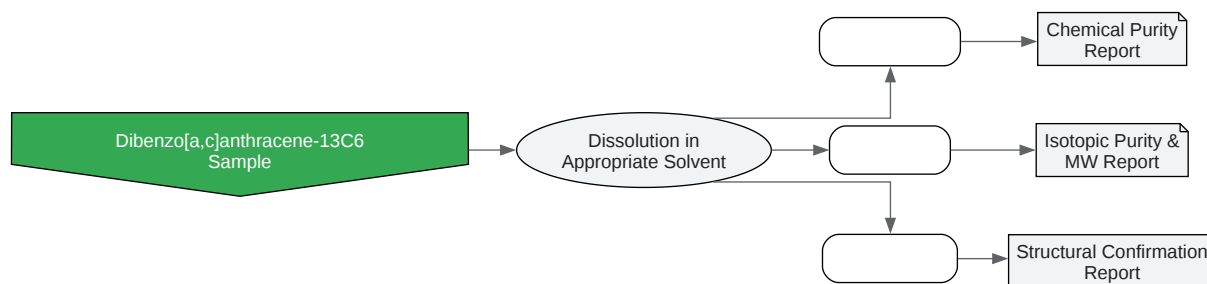 Dibenzo[a,c]anthracene-13C6
Sample
Dissolution in
Appropriate Solvent
Chemical Purity
Report
Isotopic Purity &
MW Report
Structural Confirmation
Report